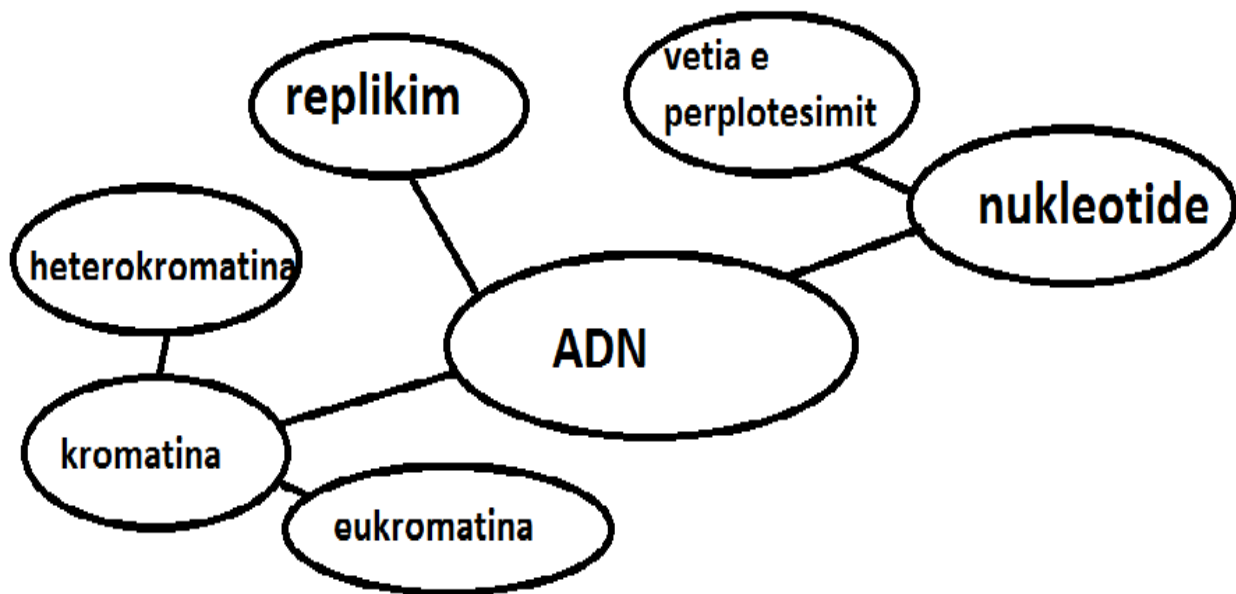 vetia e
perplotesimit
replikim
nukleotide
heterokromatina
ADN
kromatina
eukromatina